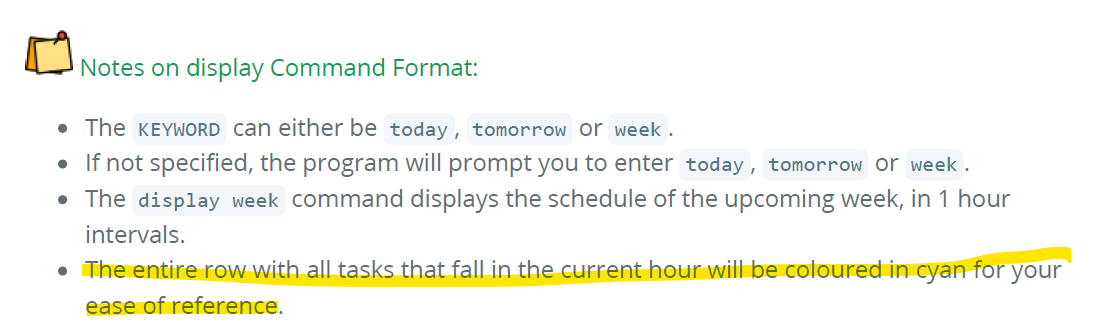 Notes on display Command Format:
The KEYWORD can either be today, tomorrow or week.
If not specified, the program will prompt you to enter today, tomorrow or week.
The display week command displays the schedule of the upcoming week, in 1 hour
intervals.
The entire row with all tasks that fall in the current hour will be coloured in cyan for your
ease of reference.